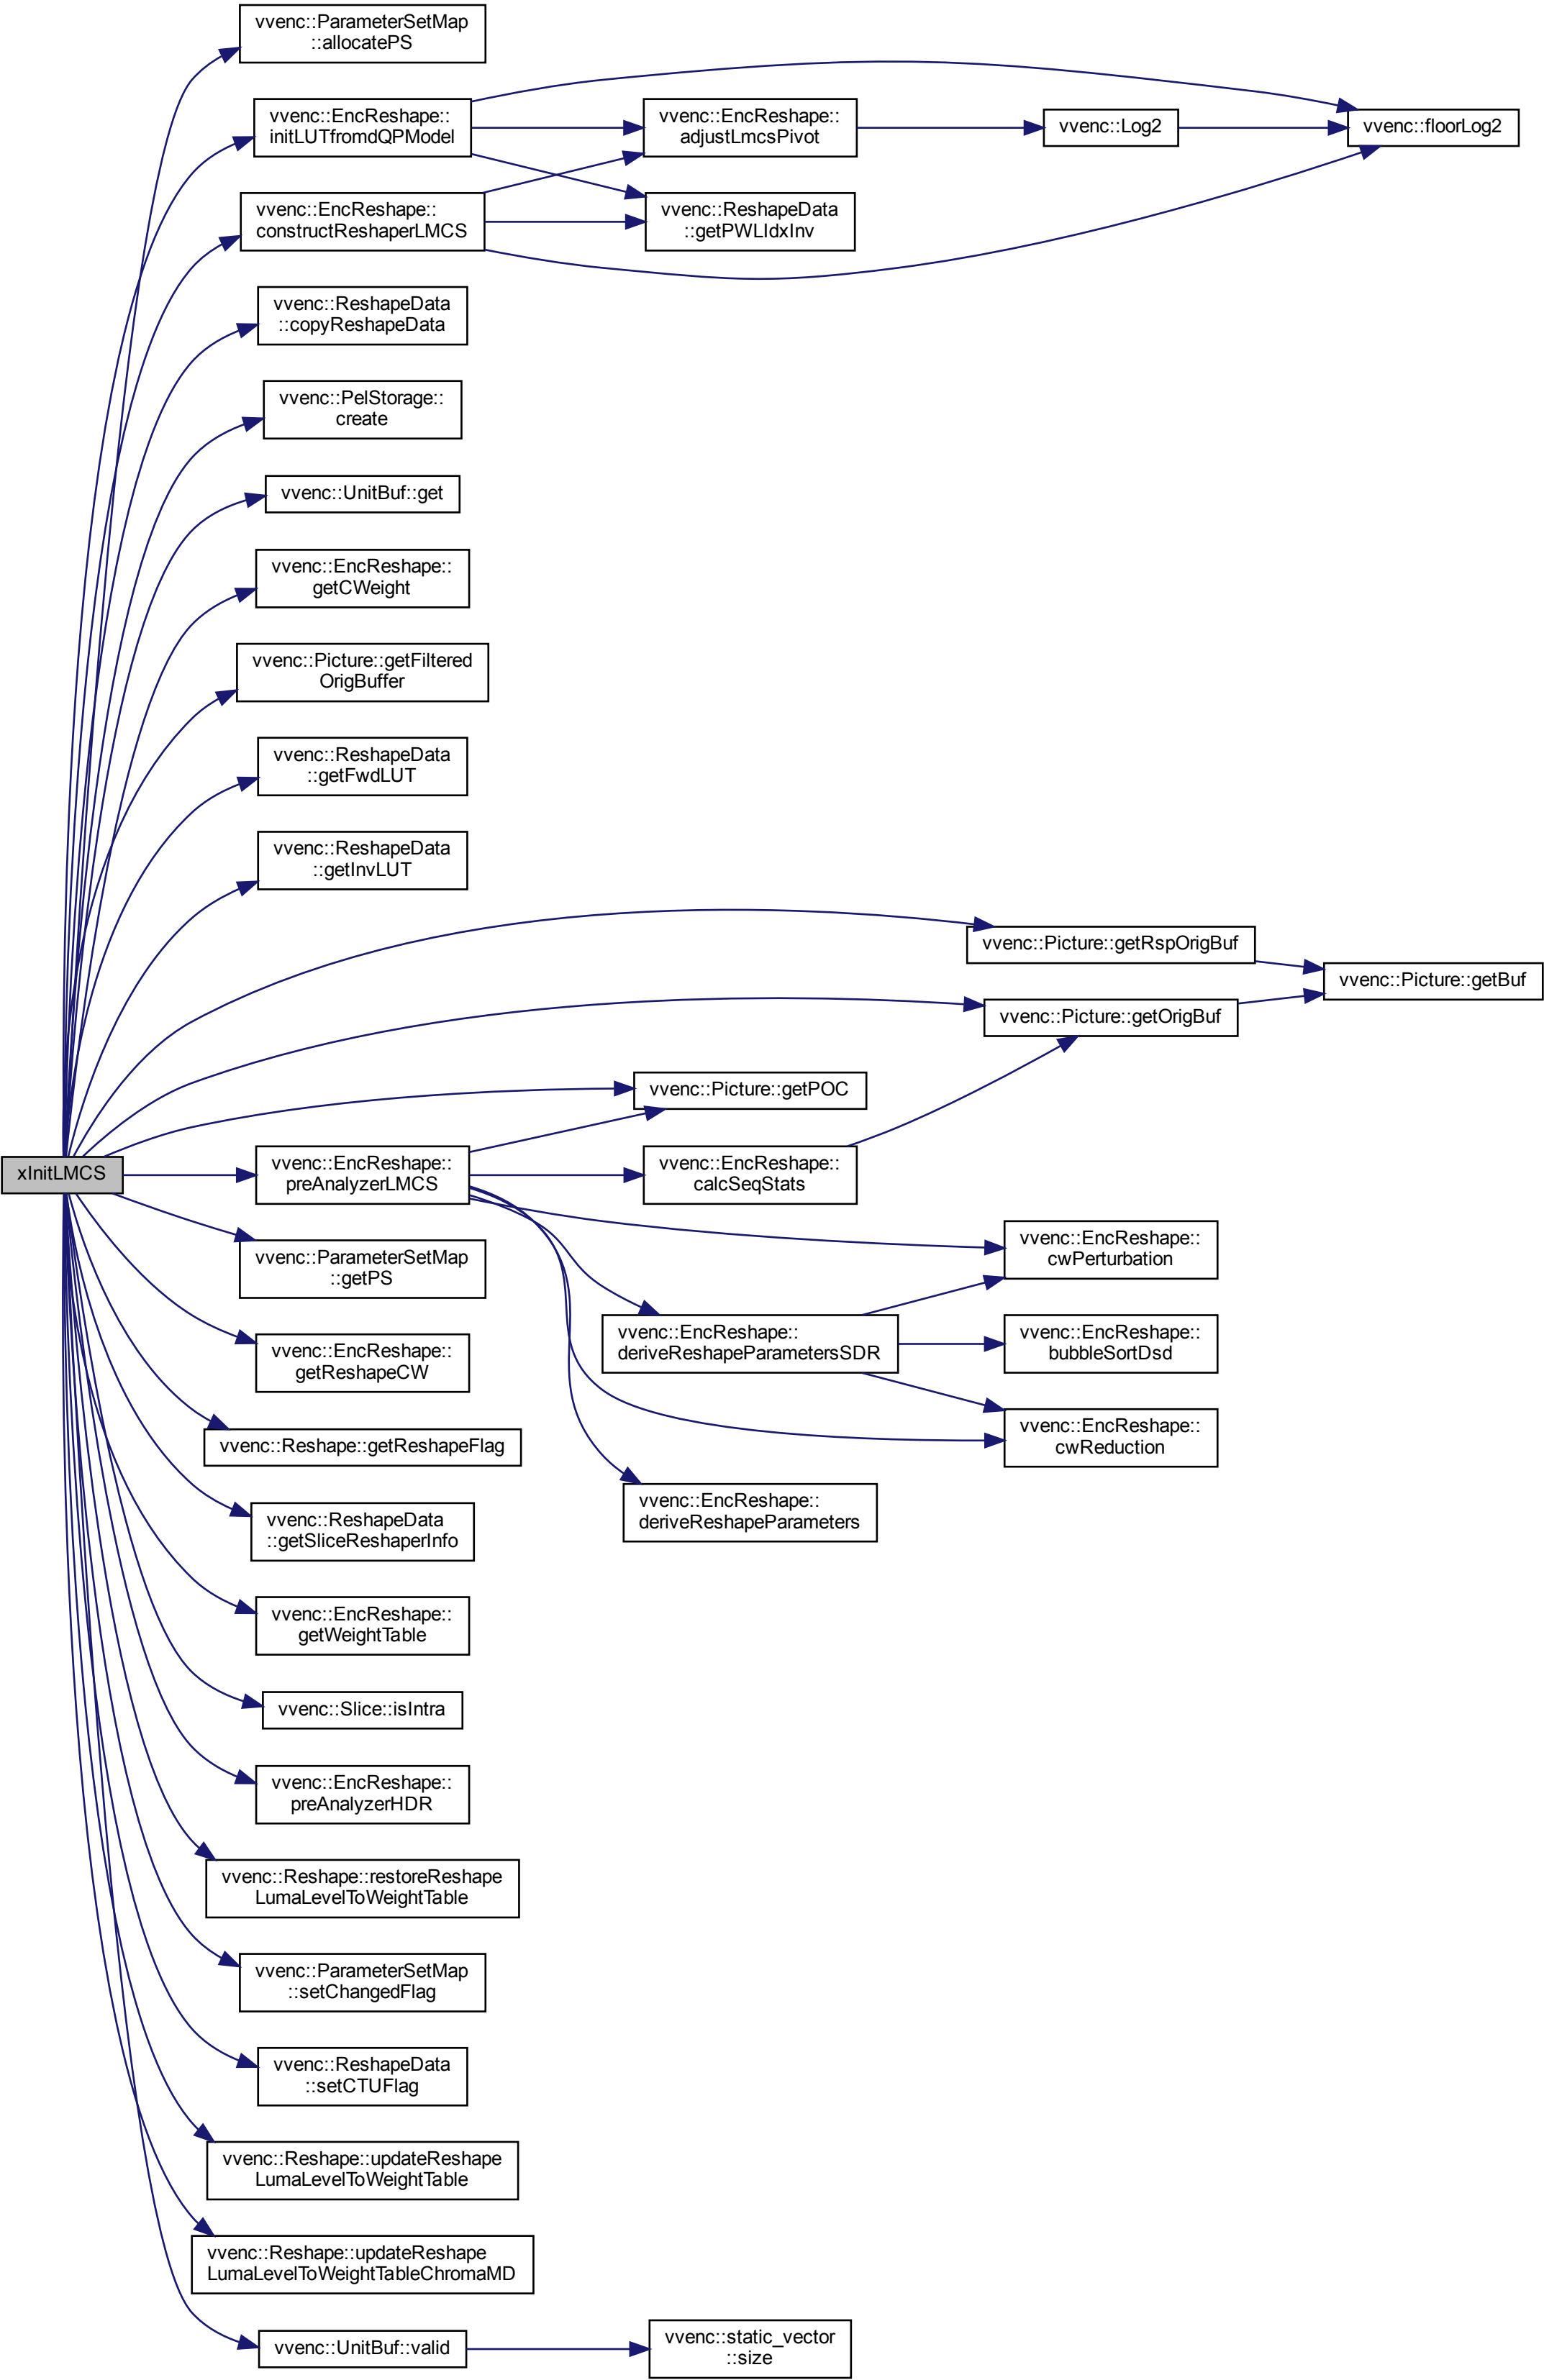 vvenc::ParameterSetMap
::allocatePS
vvenc::EncReshape::
initLUTfromdQPModel
vvenc::EncReshape::
adjustLmcsPivot
vvenc::Log2
vvenc::floorLog2
vvenc::EncReshape::
constructReshaperLMCS
vvenc::ReshapeData
::getPWLIdxInv
vvenc::ReshapeData
::copyReshapeData
vvenc::PelStorage::
create
vvenc::UnitBuf::get
vvenc::EncReshape::
getCWeight
vvenc::Picture::getFiltered
OrigBuffer
vvenc::ReshapeData
::getFwdLUT
vvenc::ReshapeData
::getInvLUT
vvenc::Picture::getRspOrigBuf
vvenc::Picture::getBuf
vvenc::Picture::getOrigBuf
vvenc::Picture::getPOC
xInitLMCS
vvenc::EncReshape::
preAnalyzerLMCS
vvenc::EncReshape::
calcSeqStats
vvenc::EncReshape::
cwPerturbation
vvenc::ParameterSetMap
::getPS
vvenc::EncReshape::
deriveReshapeParametersSDR
vvenc::EncReshape::
bubbleSortDsd
vvenc::EncReshape::
getReshapeCW
vvenc::EncReshape::
cwReduction
vvenc::Reshape::getReshapeFlag
vvenc::EncReshape::
deriveReshapeParameters
vvenc::ReshapeData
::getSliceReshaperInfo
vvenc::EncReshape::
getWeightTable
vvenc::Slice::isIntra
vvenc::EncReshape::
preAnalyzerHDR
vvenc::Reshape::restoreReshape
LumaLevelToWeightTable
vvenc::ParameterSetMap
::setChangedFlag
vvenc::ReshapeData
::setCTUFlag
vvenc::Reshape::updateReshape
LumaLevelToWeightTable
vvenc::Reshape::updateReshape
LumaLevelToWeightTableChromaMD
vvenc::UnitBuf::valid
vvenc::static_vector
::size